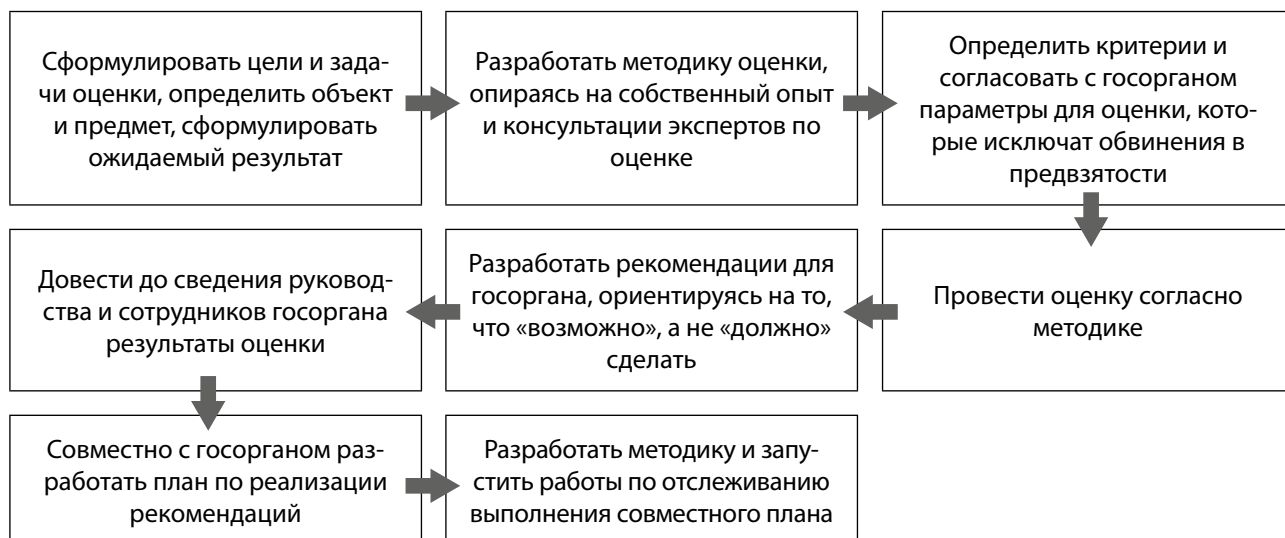 Сформулировать цели и зада-
чи оценки, определить объект
и предмет, сформулировать
ожидаемый результат
Разработать методику оценки,
опираясь на собственный опыт
и консультации экспертов по
оценке
Определить критерии и
согласовать с госорганом
параметры для оценки, кото-
рые исключат обвинения в
предвзятости
Провести оценку согласно
методике
Разработать рекомендации для
госоргана, ориентируясь на то,
что «возможно», а не «должно»
сделать
Довести до сведения руковод-
ства и сотрудников госоргана
результаты оценки
Совместно с госорганом раз-
работать план по реализации
рекомендаций
Разработать методику и запу-
стить работы по отслеживанию
выполнения совместного плана